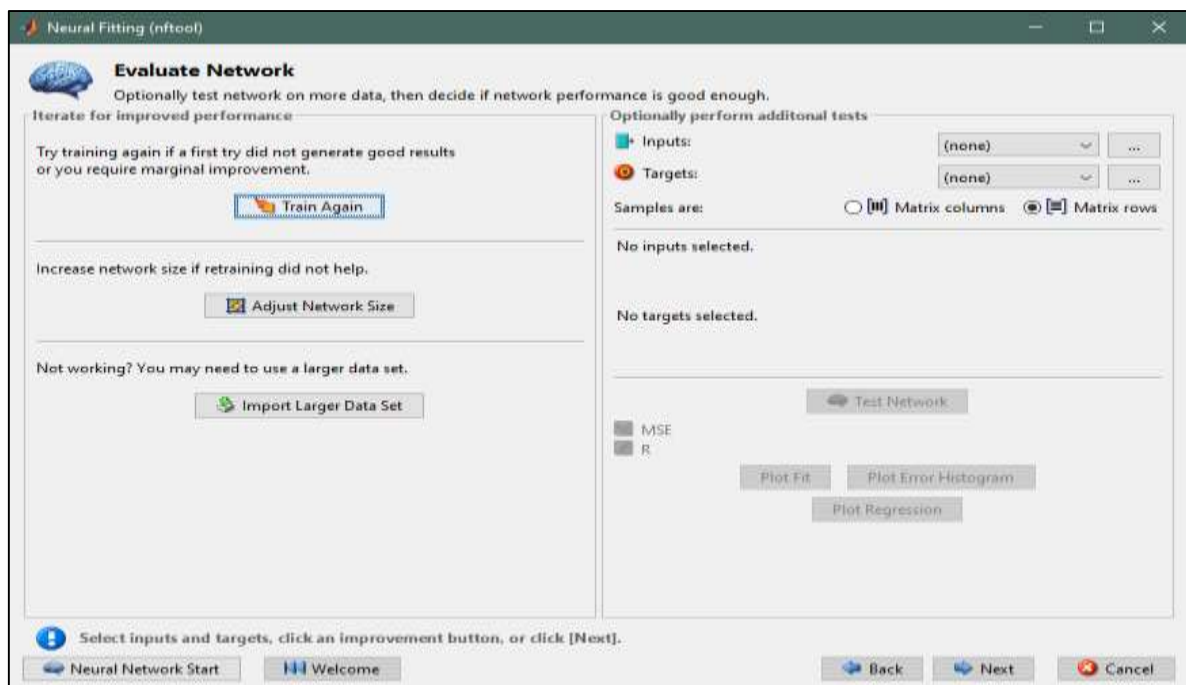 Neural Fitting (nftool)
Evaluate Network
Optionally test network on more data, then decide if network performance is good enough.
Iterate for improved performance
Try training again if a first try did not generate good results
or you require marginal improvement.
Train Again
Increase network size if retraining did not help.
Adjust Network Size
Not working? You may need to use a larger data set.
Import Larger Data Set
Optionally perform additonal tests
Inputs:
(none)
...
Targets:
(none)
...
Samples are:
Matrix columns
Matrix rows
No inputs selected.
No targets selected.
Test Network
MSE
R
Plot Fit
Plot Error Histogram
Plot Regression
Select inputs and targets, click an improvement button, or click [Next].
Neural Network Start
Welcome
Back
Next
Cancel